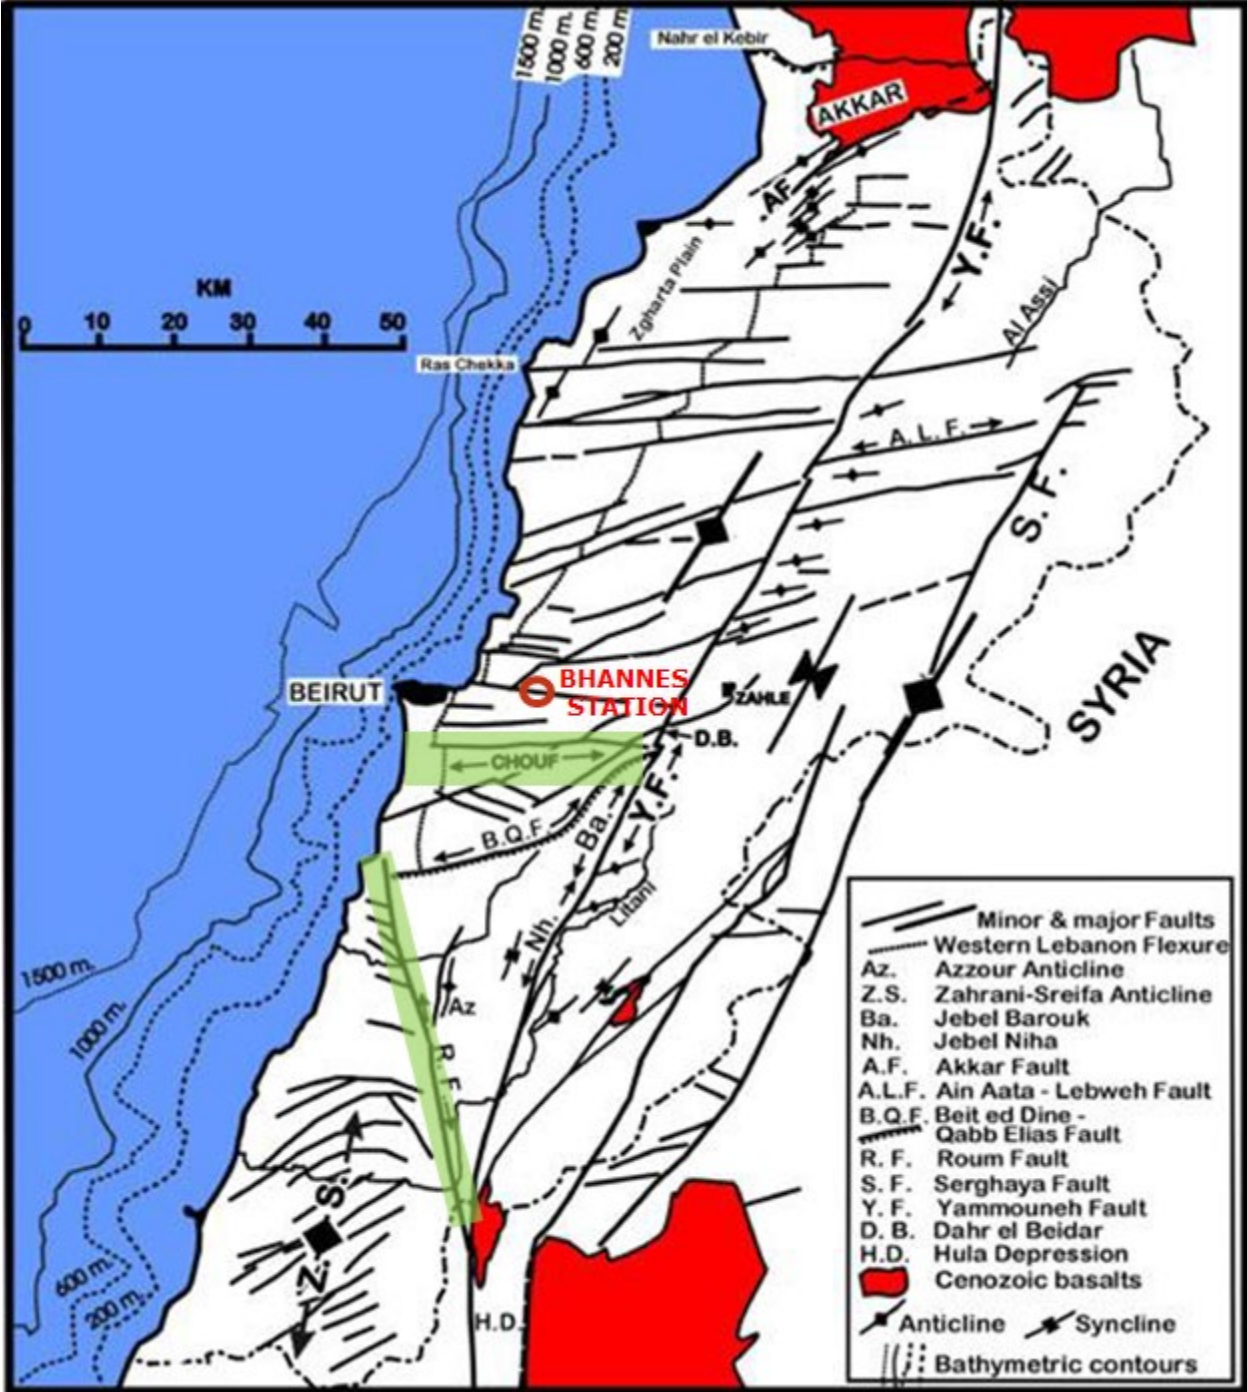 1500 m.
1000 m.
600 m.
200 m
Nahr el Kebir
AKKAR
AF
Y.F.
Zgharta Plain
Al Assi
KM
0 10 20 30 40 50
Ras Chekka
A. L. F.
S. F.
SYRIA
BHANNES
STATION
BEIRUT
ZAHLE
D.B.
CHOUF
Y.F.
B.Q.F.
Ba.
Litani
Nh.
Az
R. F.
1500 m.
1000 m.
Z. S.
600 m.
200 m.
H.D.
Minor & major Faults
Western Lebanon Flexure
Az. Azzour Anticline
Z.S. Zahrani-Sreifa Anticline
Ba. Jebel Barouk
Nh. Jebel Niha
A.F. Akkar Fault
A.L.F. Ain Aata - Lebweh Fault
B.Q.F. Beit ed Dine -
Qabb Elias Fault
R. F. Roum Fault
S. F. Serghaya Fault
Y. F. Yammouneh Fault
D. B. Dahr el Beidar
H.D. Hula Depression
Cenozoic basalts
Anticline Syncline
Bathymetric contours